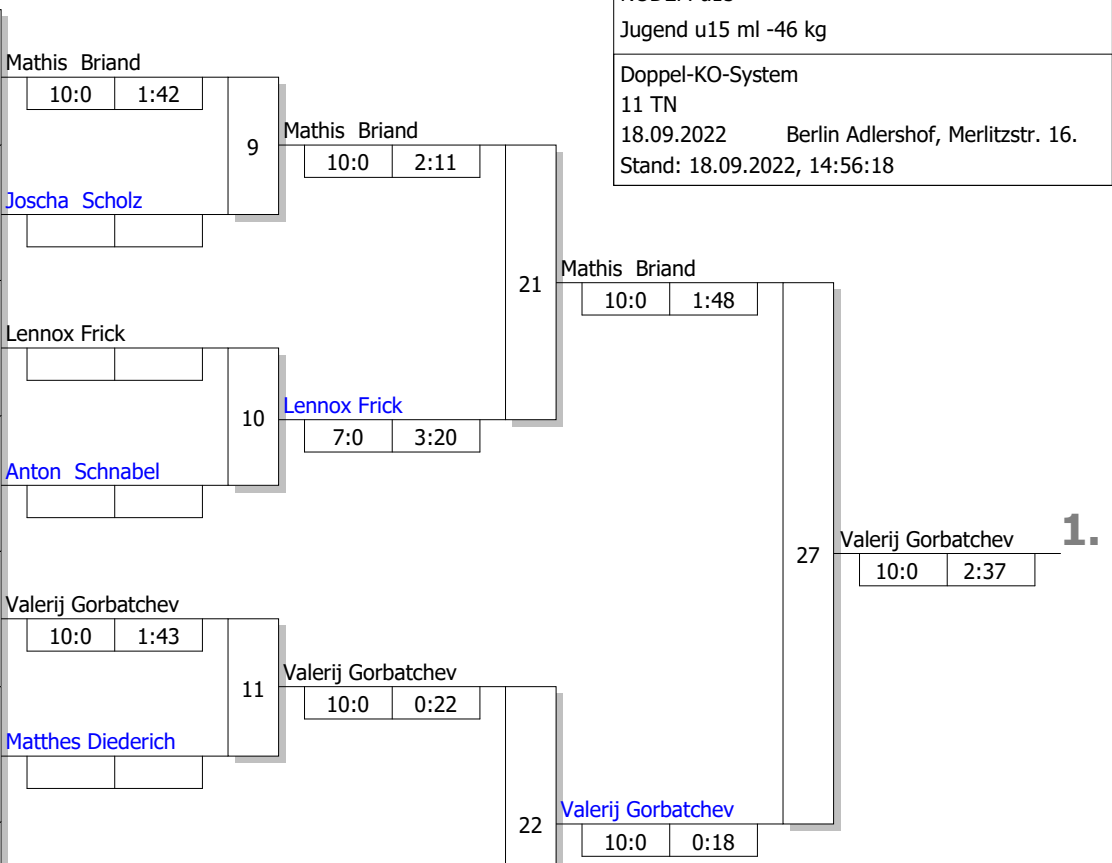 Jugend u15 ml -46 kg
Doppel-KO-System
11 TN
18.09.2022 Berlin Adlershof, Merlitzstr. 16.
Stand: 18.09.2022, 14:56:18
Mathis Briand
10:0 1:42
9
Joscha Scholz
Mathis Briand
10:0 2:11
21
Lennox Frick
10
Anton Schnabel
Lennox Frick
7:0 3:20
Mathis Briand
10:0 1:48
27
Valerij Gorbatchev
10:0 1:43
11
Matthes Diederich
Valerij Gorbatchev
10:0 0:22
22
Valerij Gorbatchev
10:0 0:18
Valerij Gorbatchev 1.
10:0 2:37